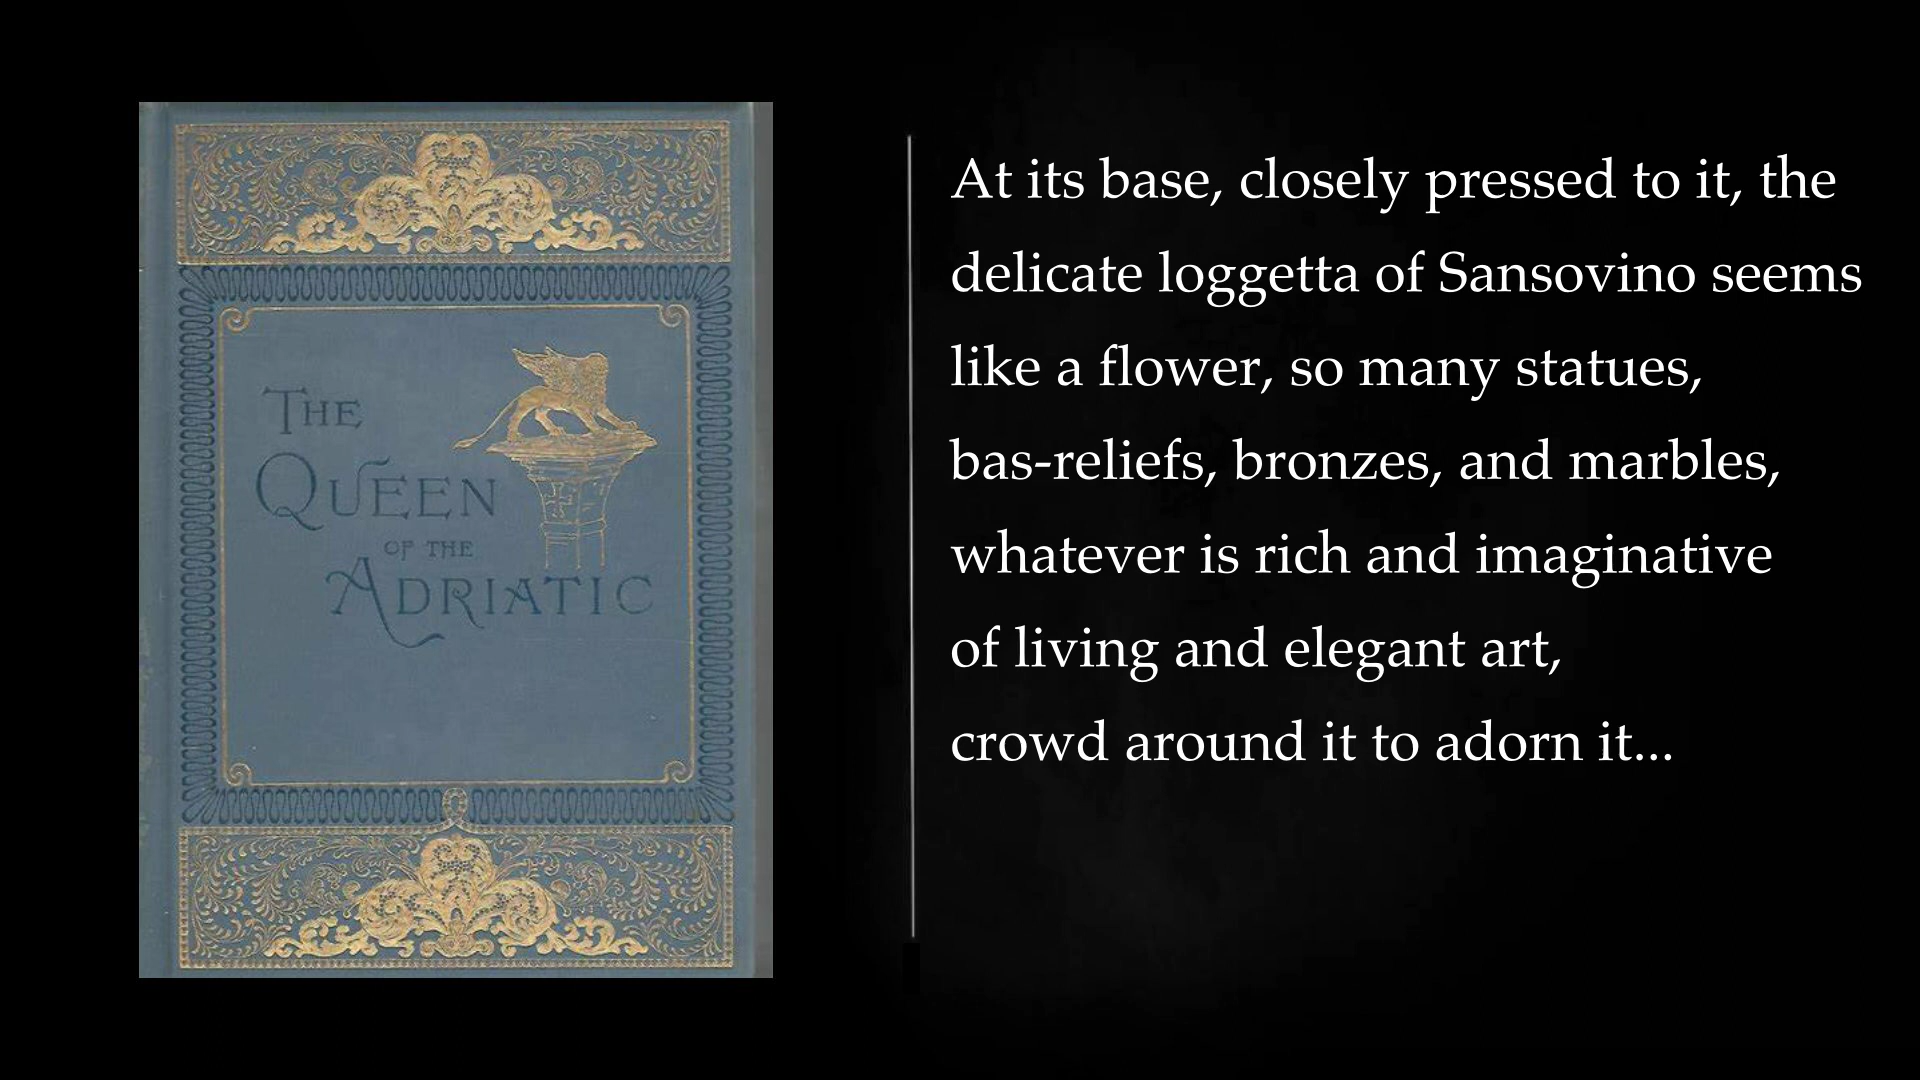 The
Queen
of the
Adriatic
At its base, closely pressed to it, the
delicate loggetta of Sansovino seems
like a flower, so many statues,
bas-reliefs, bronzes, and marbles,
whatever is rich and imaginative
of living and elegant art,
crowd around it to adorn it...